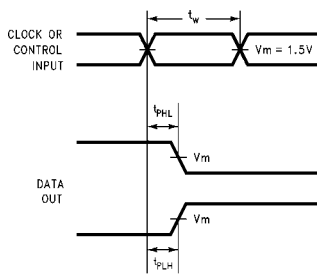 t_w
CLOCK OR
CONTROL
INPUT
Vm = 1.5V
t_PHL
Vm
DATA
OUT
Vm
t_PLH